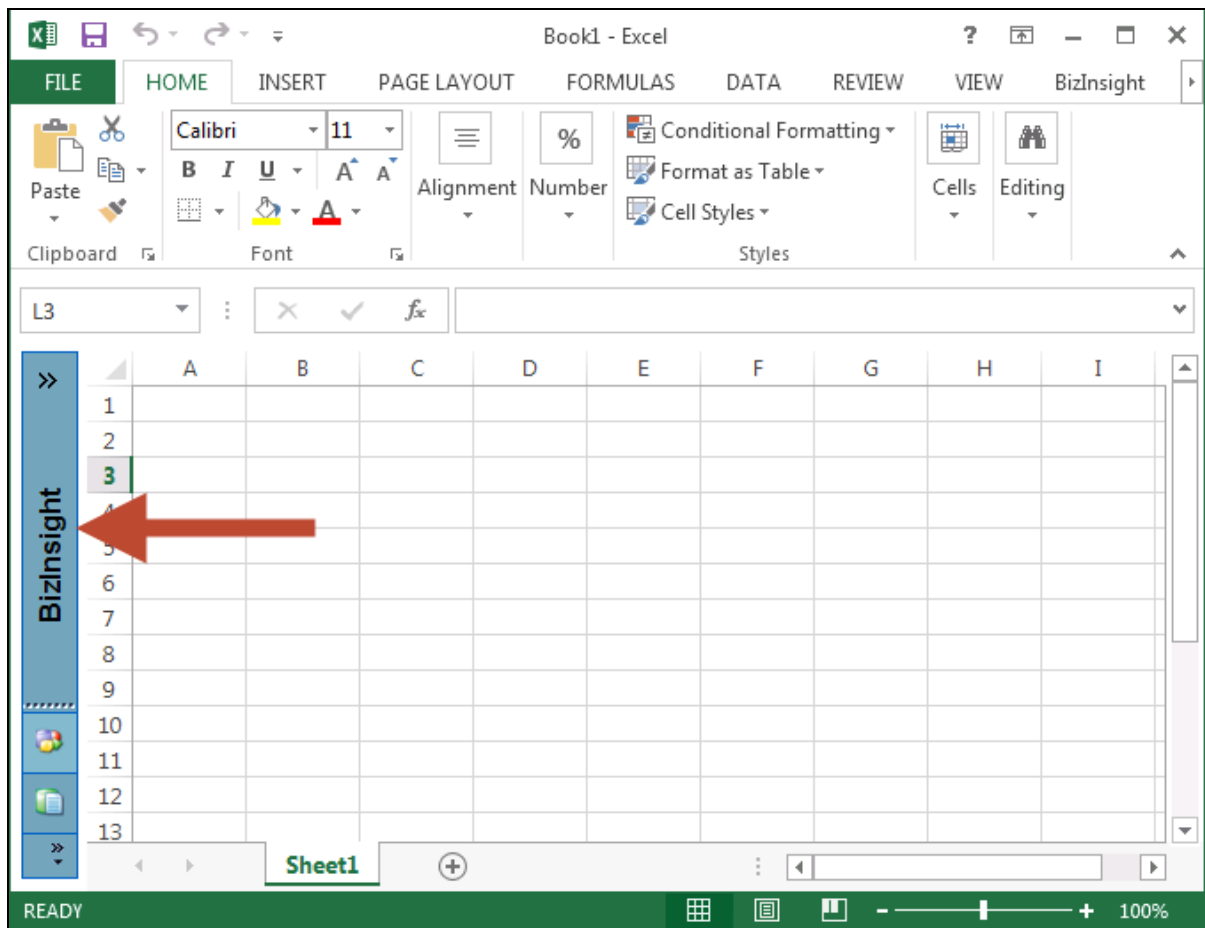 Book1 - Excel ?
FILE HOME INSERT PAGE LAYOUT FORMULAS DATA REVIEW VIEW BizInsight
Calibri 11 % Conditional Formatting
B I U A A Format as Table
Paste Alignment Number Cell Styles Cells Editing
A
Clipboard Font Styles
L3 fx
A B C D E F G H I
1
2
3
BizInsight
6
7
8
9
10
11
12
13
Sheet1
READY 100%